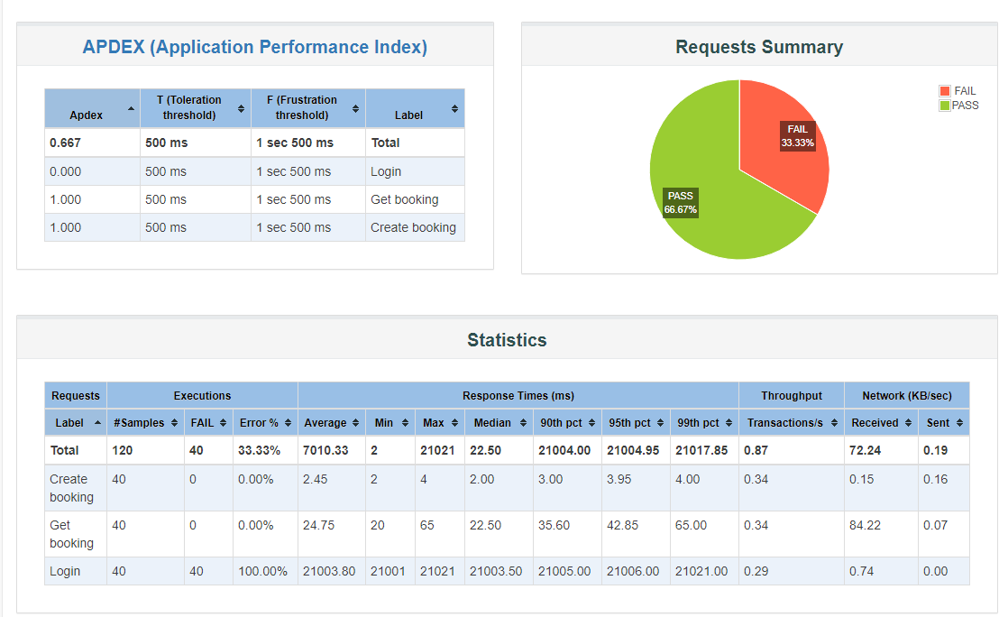 APDEX (Application Performance Index)
Apdex T (Toleration threshold) F (Frustration threshold) Label
0.667 500 ms 1 sec 500 ms Total
0.000 500 ms 1 sec 500 ms Login
1.000 500 ms 1 sec 500 ms Get booking
1.000 500 ms 1 sec 500 ms Create booking
Requests Summary
FAIL
PASS
FAIL
33.33%
PASS
66.67%
Statistics
Requests Executions Response Times (ms) Throughput Network (KB/sec)
Label #Samples FAIL Error % Average Min Max Median 90th pct 95th pct 99th pct Transactions/s Received Sent
Total 120 40 33.33% 7010.33 2 21021 22.50 21004.00 21004.95 21017.85 0.87 72.24 0.19
Create booking 40 0 0.00% 2.45 2 4 2.00 3.00 3.95 4.00 0.34 0.15 0.16
Get booking 40 0 0.00% 24.75 20 65 22.50 35.60 42.85 65.00 0.34 84.22 0.07
Login 40 40 100.00% 21003.80 21001 21021 21003.50 21005.00 21006.00 21021.00 0.29 0.74 0.00